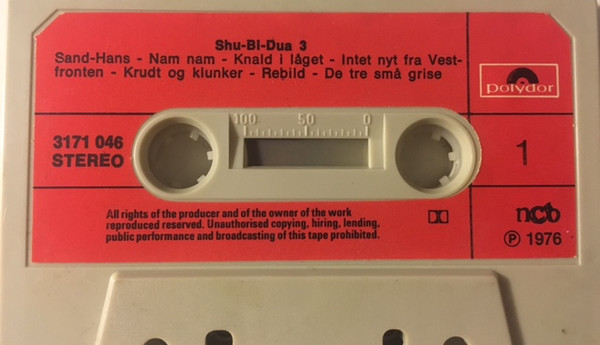 Shu-Bi-Dua 3
Sand-Hans - Nam nam - Knald i låget - Intet nyt fra Vest-
fronten - Krudt og klunker - Rebild - De tre små grise
polydor
3171 046
STEREO
100 50 0
1
All rights of the producer and of the owner of the work
reproduced reserved. Unauthorised copying, hiring, lending,
public performance and broadcasting of this tape prohibited.
ncb
℗ 1976